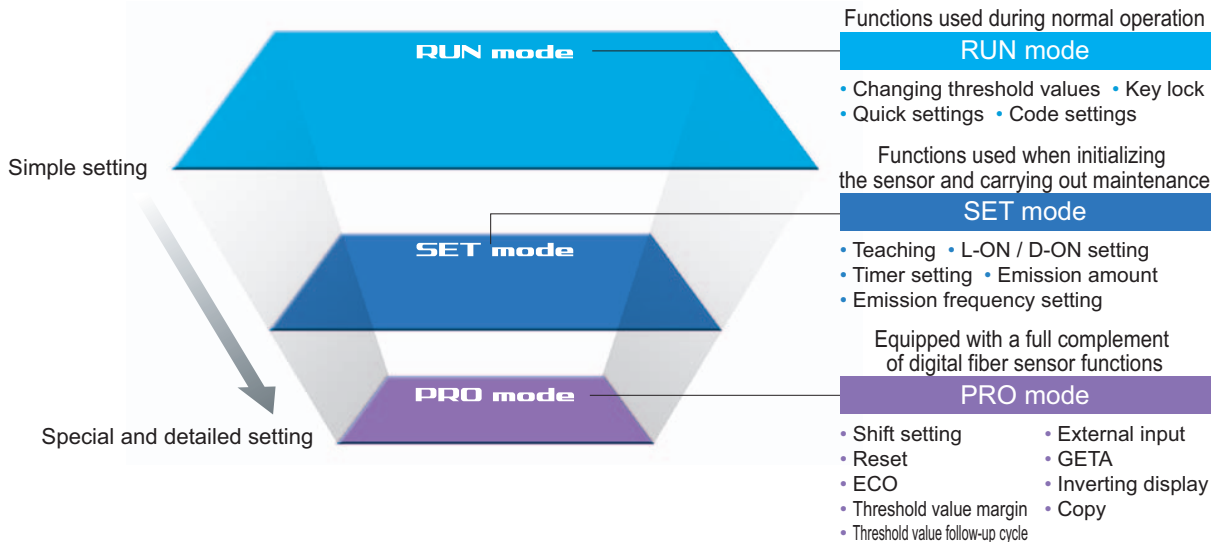 Functions used during normal operation
RUN mode
RUN mode
• Changing threshold values • Key lock
• Quick settings • Code settings
Simple setting
Functions used when initializing
the sensor and carrying out maintenance
SET mode
SET mode
• Teaching • L-ON / D-ON setting
• Timer setting • Emission amount
• Emission frequency setting
Equipped with a full complement
of digital fiber sensor functions
PRO mode
PRO mode
Special and detailed setting
• Shift setting • External input
• Reset • GETA
• ECO • Inverting display
• Threshold value margin • Copy
• Threshold value follow-up cycle